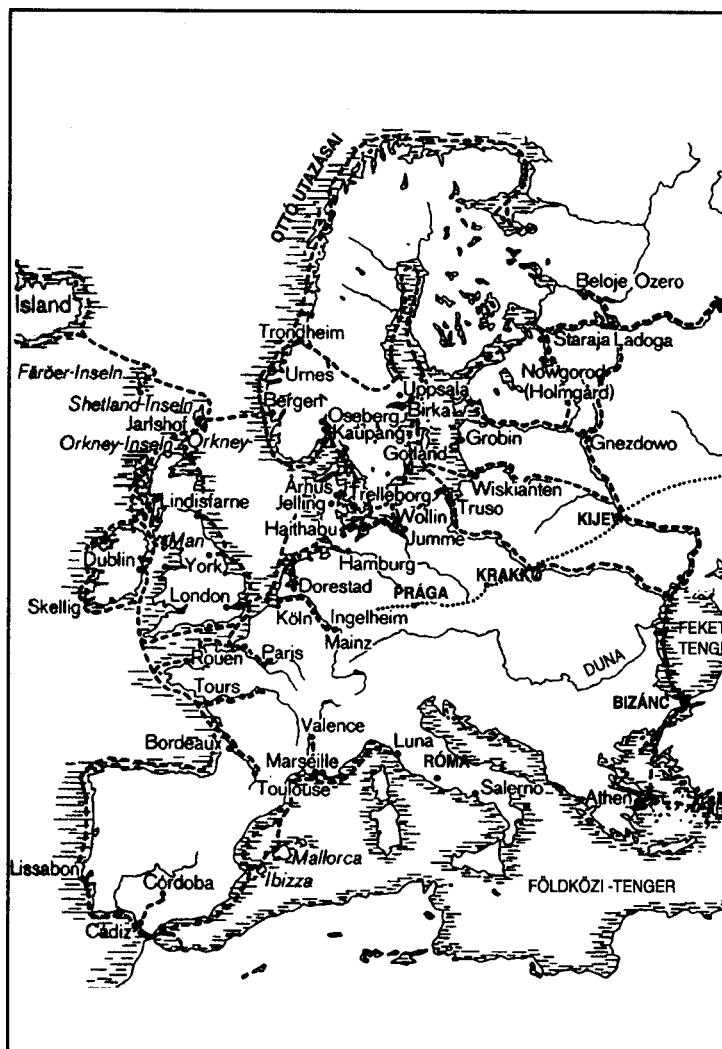 OTTÓ UTAZÁSAI
Island
Beloje Ozero
Trondheim
Staraja Ladoga
Färöer-Inseln
Urnes
Nowgorod
(Holmgård)
Uppsala
Shetland-Inseln
Bergen
Birka
Jarlshof
Oseberg
Kaupang
Orkney-Inseln
Orkney
Grobin
Gnezdowo
Gotland
Århus
Jelling
Trelleborg
Wiskianten
Lindisfarne
Truso
Wollin
KIJEV
Haithabu
Jumme
Man
Dublin
York
Hamburg
KRAKKÓ
Dorestad
PRÁGA
London
Skellig
Köln
Ingelheim
Mainz
FEKET
TENGE
Rouen
Paris
DUNA
Tours
BIZÁNC
Valence
Bordeaux
Luna
Marseille
RÓMA
Toulouse
Salerno
Athen
Mallorca
Lissabon
Ibizza
Córdoba
FÖLDKÖZI-TENGER
Cádiz